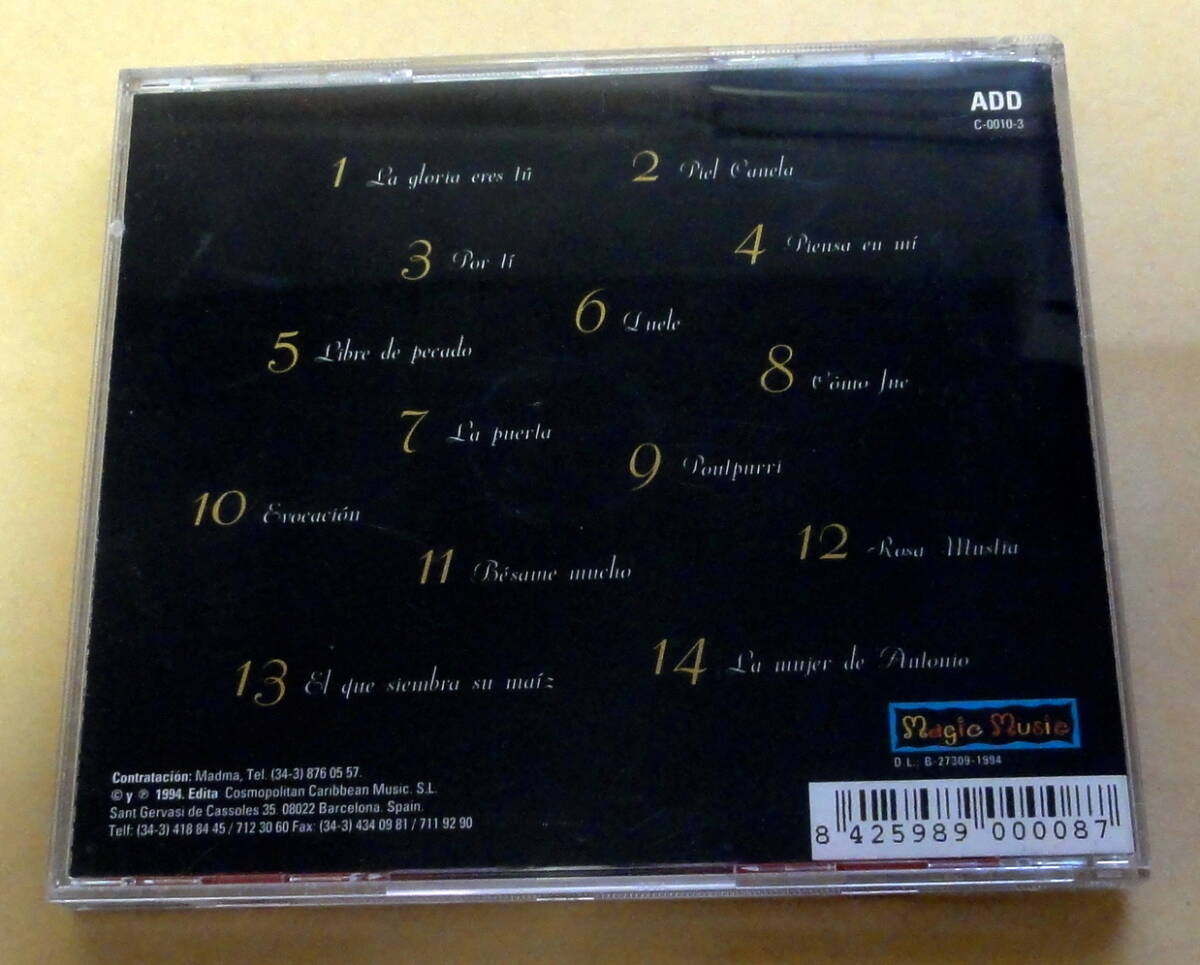 ADD
C-0010-3
1 La gloria eres tú
2 Piel Canela
3 Por tí
4 Piensa en mí
5 Libre de pecado
6 Duele
7 La puerta
8 Cómo fue
9 Poutpurri
10 Evocación
11 Bésame mucho
12 Rosa Mustia
13 El que siembra su maíz
14 La mujer de Antonio
Magic Music
D L.: B-27309-1994
Contratación: Madma, Tel. (34-3) 876 05 57.
© y ℗ 1994. Edita Cosmopolitan Caribbean Music. S.L.
Sant Gervasi de Cassoles 35. 08022 Barcelona. Spain.
Telf: (34-3) 418 84 45 / 712 30 60 Fax: (34-3) 434 09 81 / 711 92 90
8 425989 000087